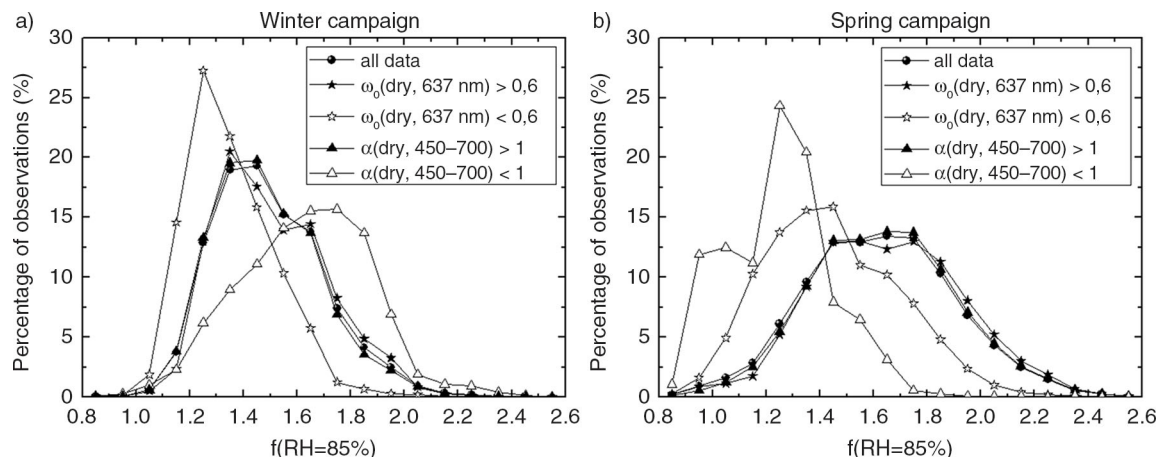 a)
Winter campaign
Percentage of observations (%)
30
25
20
15
10
5
0
all data
ω₀(dry, 637 nm) > 0,6
ω₀(dry, 637 nm) < 0,6
α(dry, 450–700) > 1
α(dry, 450–700) < 1
0.8 1.0 1.2 1.4 1.6 1.8 2.0 2.2 2.4 2.6
f(RH=85%)
b)
Spring campaign
Percentage of observations (%)
30
25
20
15
10
5
0
all data
ω₀(dry, 637 nm) > 0,6
ω₀(dry, 637 nm) < 0,6
α(dry, 450–700) > 1
α(dry, 450–700) < 1
0.8 1.0 1.2 1.4 1.6 1.8 2.0 2.2 2.4 2.6
f(RH=85%)